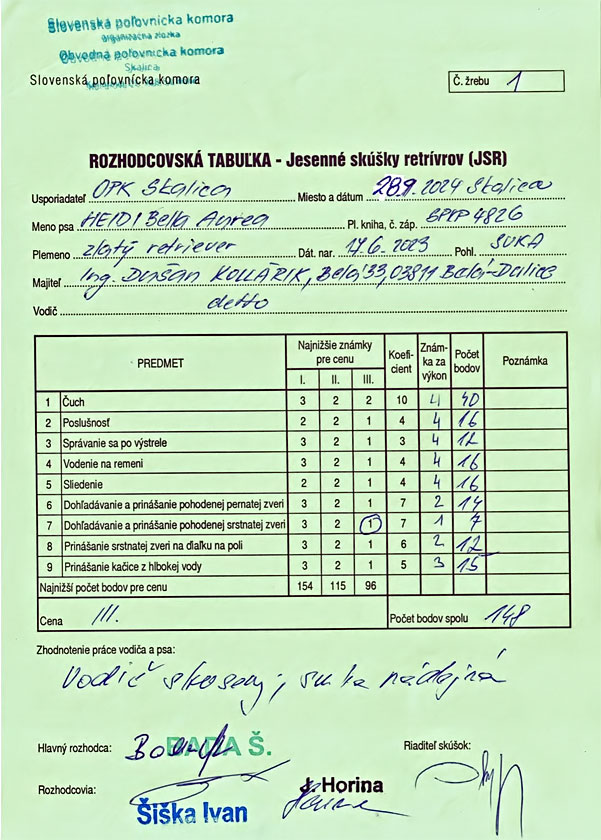 Slovenská poľovnícka komora
organizačná zložka
Obvodná poľovnícka komora
Skalica
Slovenská poľovnícka komora
Č. žrebu 1
ROZHODCOVSKÁ TABUĽKA - Jesenné skúšky retrívrov (JSR)
Usporiadateľ OPK Skalica Miesto a dátum 28.9.2024 Skalica
Meno psa HEIDI Bella Aurea Pl. kniha, č. záp. SPKP 4826
Plemeno zlatý retriever Dát. nar. 17.6.2023 Pohl. SUKA
Majiteľ Ing. Dušan KOLLÁRIK, Belá 33, 03811 Belá-Dulice
Vodič detto
PREDMET Najnižšie známky pre cenu I. II. III. Koeficient Známka za výkon Počet bodov Poznámka
1 Čuch 3 2 2 10 4 40
2 Poslušnosť 2 2 1 4 4 16
3 Správanie sa po výstrele 3 2 1 3 4 12
4 Vodenie na remeni 3 2 1 4 4 16
5 Sliedenie 2 2 1 4 4 16
6 Dohľadávanie a prinášanie pohodenej pernatej zveri 3 2 1 7 2 14
7 Dohľadávanie a prinášanie pohodenej srstnatej zveri 3 2 1 7 1 7
8 Prinášanie srstnatej zveri na diaľku na poli 3 2 1 6 2 12
9 Prinášanie kačice z hlbokej vody 3 2 1 5 3 15
Najnižší počet bodov pre cenu 154 115 96
Cena III. Počet bodov spolu 148
Zhodnotenie práce vodiča a psa:
Vodič skúsený, suka nádejná
Hlavný rozhodca: BABA Š. Riaditeľ skúšok:
Rozhodcovia: J. Horina
Šiška Ivan